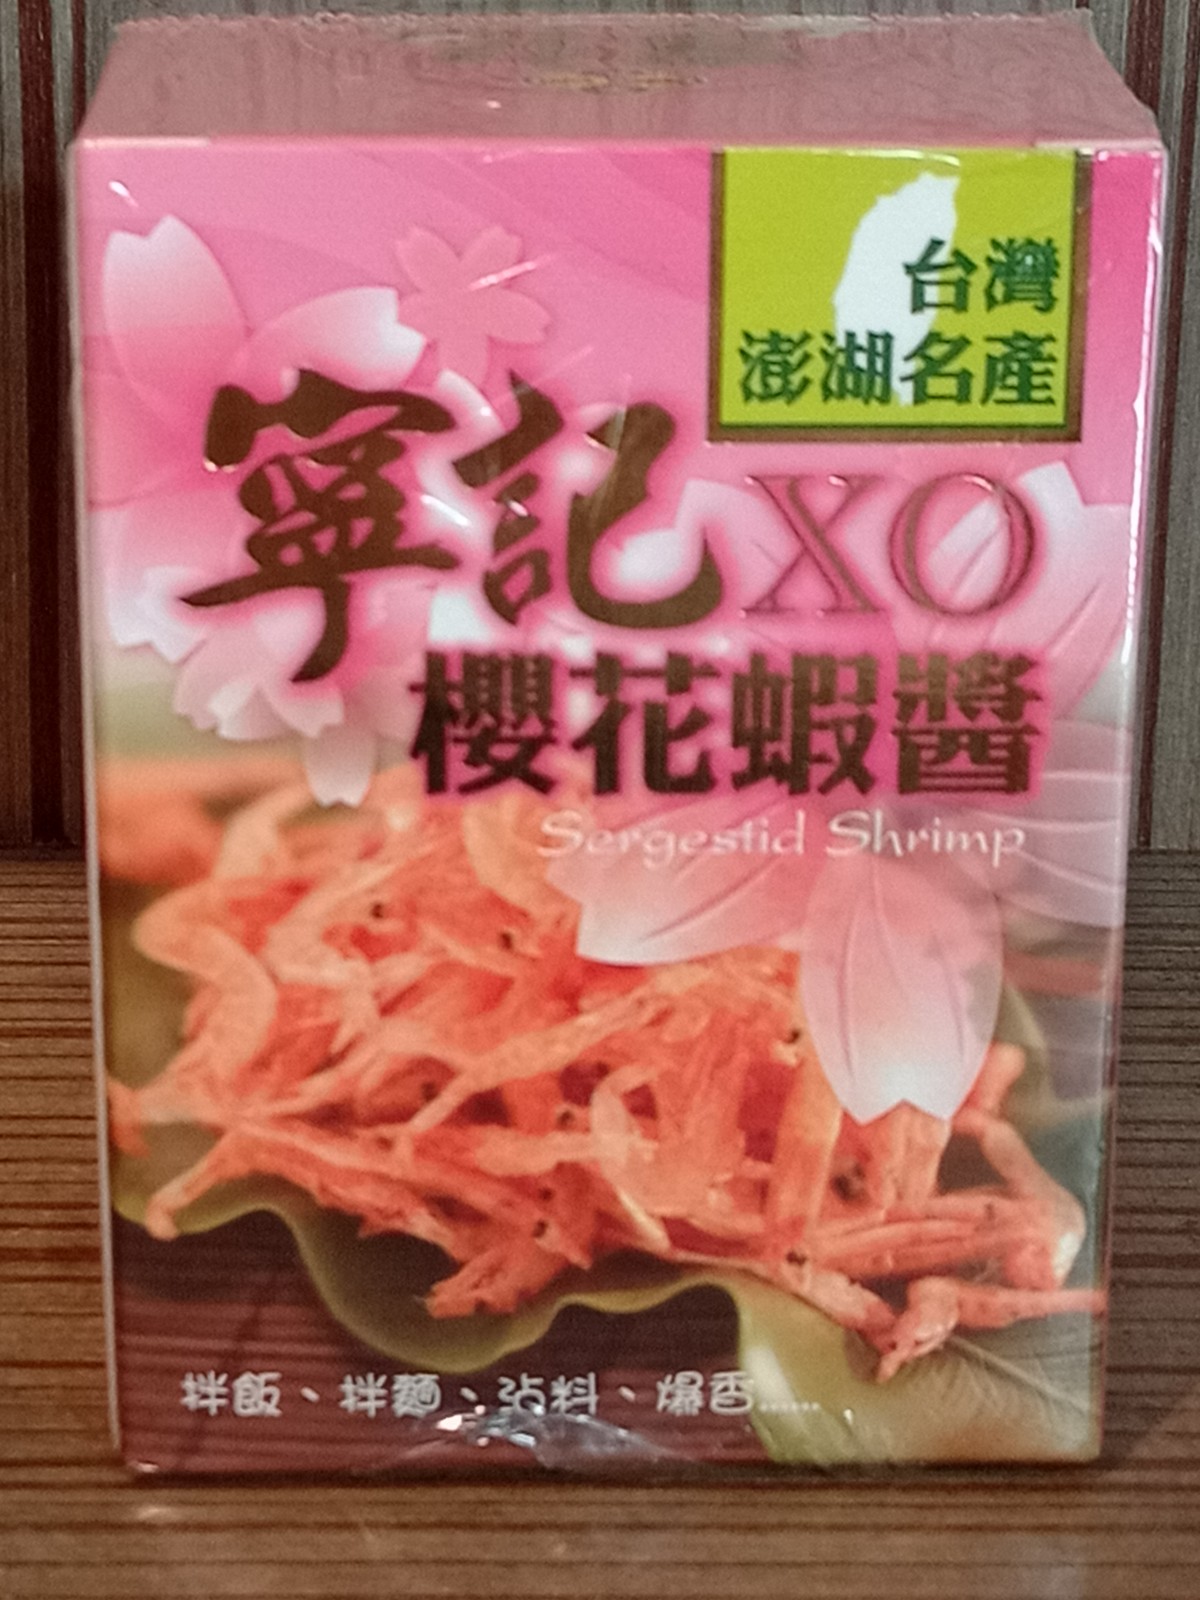 台灣
澎湖名產
寧記XO
櫻花蝦醬
Sergestid Shrimp
拌飯、拌麵、沾料、爆香......